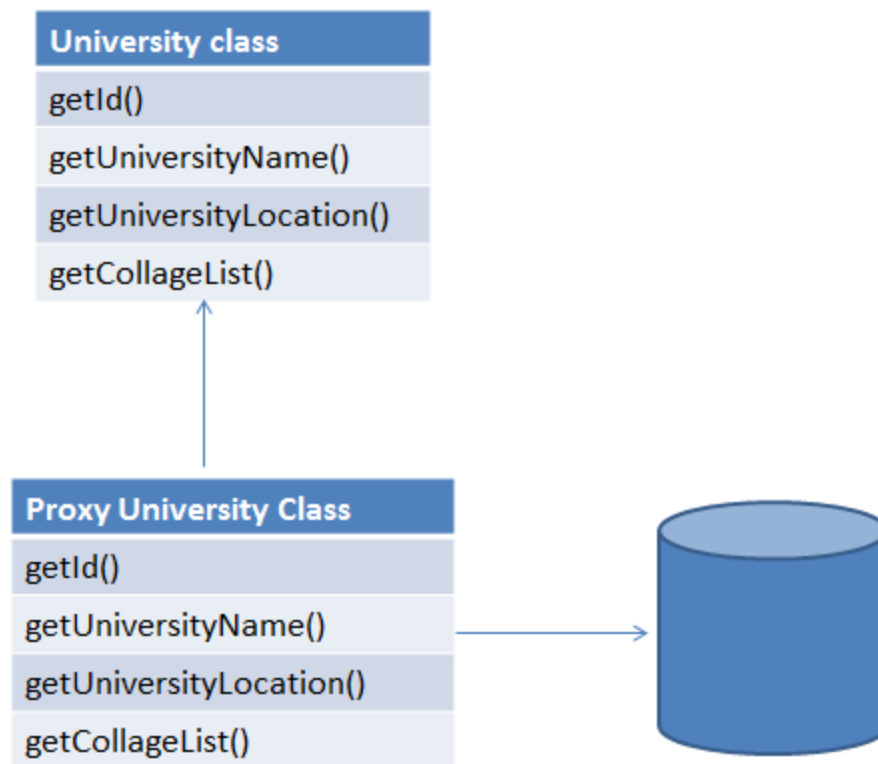 University class
getId()
getUniversityName()
getUniversityLocation()
getCollageList()
Proxy University Class
getId()
getUniversityName()
getUniversityLocation()
getCollageList()